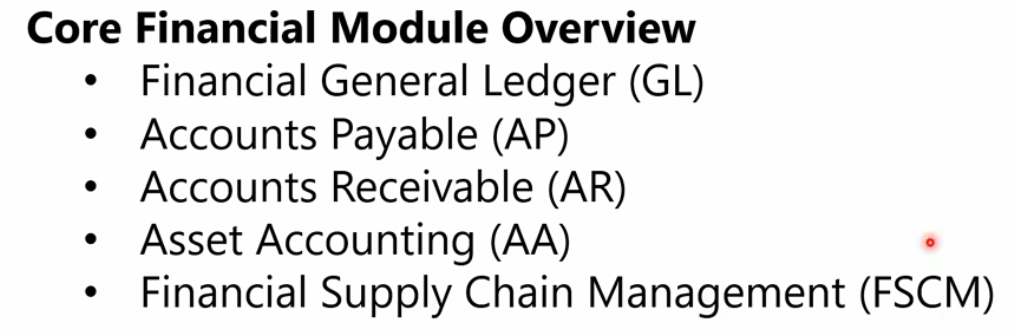 Core Financial Module Overview
• Financial General Ledger (GL)
• Accounts Payable (AP)
• Accounts Receivable (AR)
• Asset Accounting (AA)
• Financial Supply Chain Management (FSCM)